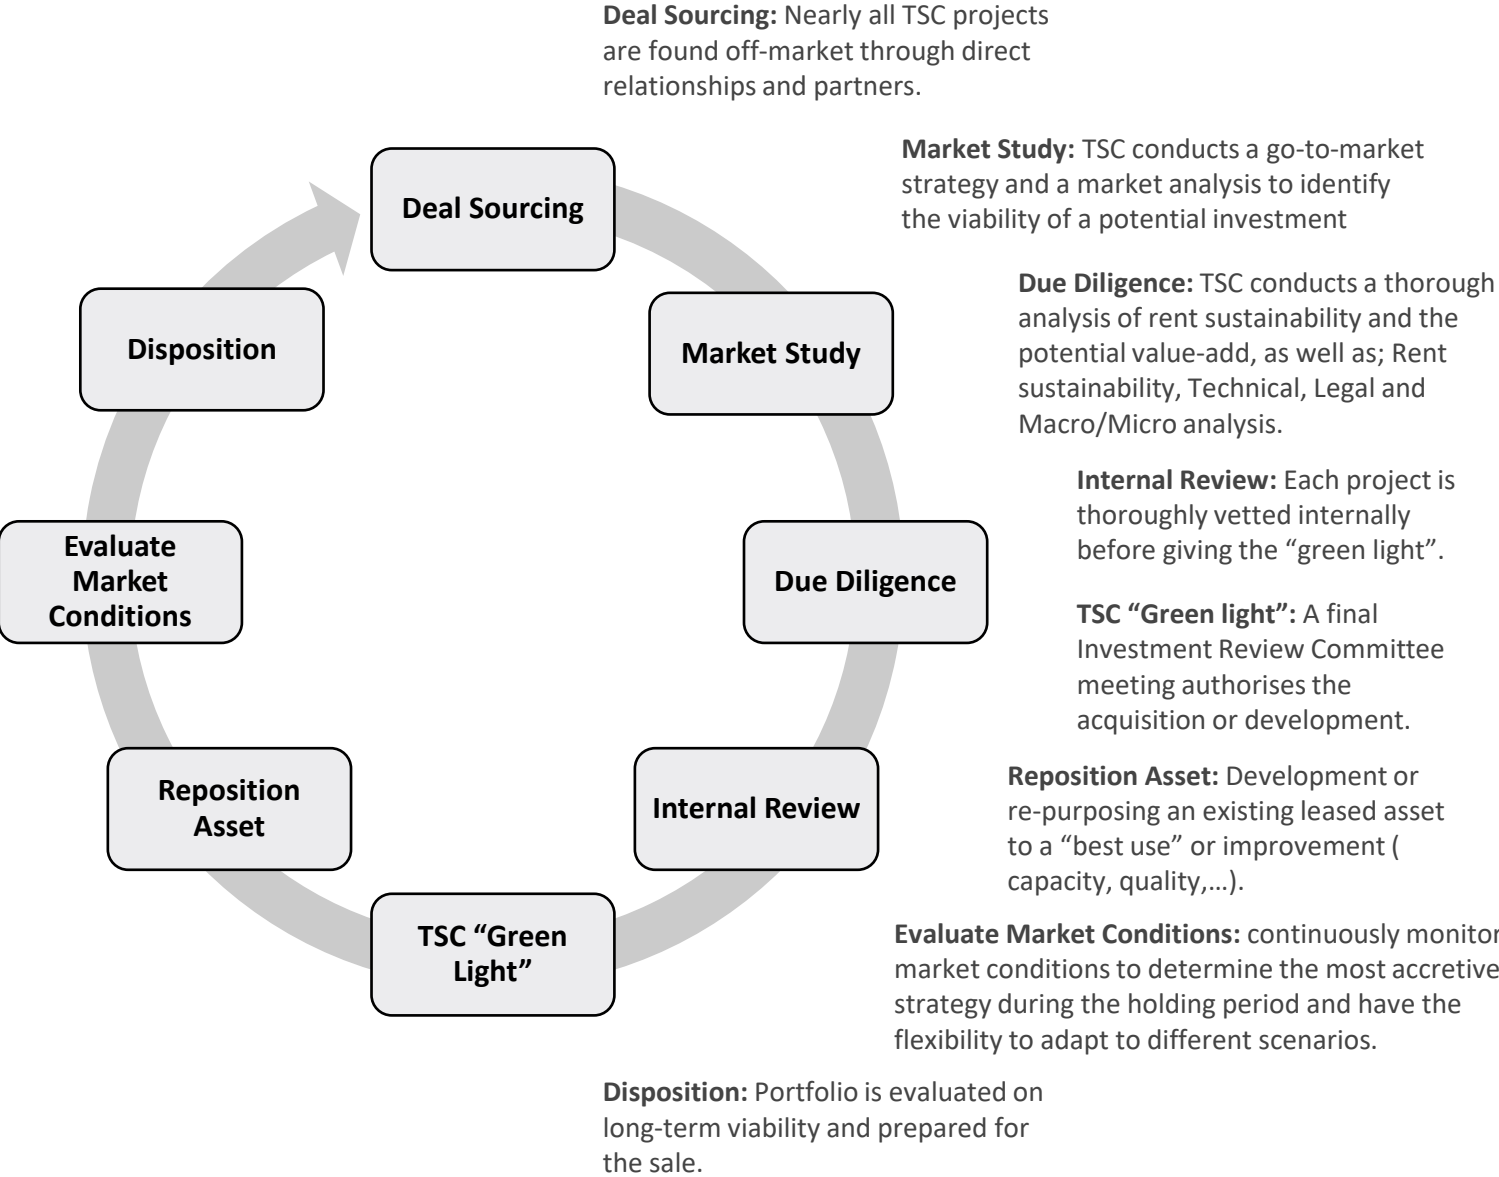 Deal Sourcing: Nearly all TSC projects
are found off-market through direct
relationships and partners.
Market Study: TSC conducts a go-to-market
strategy and a market analysis to identify
the viability of a potential investment
Due Diligence: TSC conducts a thorough
analysis of rent sustainability and the
potential value-add, as well as; Rent
sustainability, Technical, Legal and
Macro/Micro analysis.
Internal Review: Each project is
thoroughly vetted internally
before giving the “green light”.
TSC “Green light”: A final
Investment Review Committee
meeting authorises the
acquisition or development.
Reposition Asset: Development or
re-purposing an existing leased asset
to a “best use” or improvement (
capacity, quality,...).
Evaluate Market Conditions: continuously monitor
market conditions to determine the most accretive
strategy during the holding period and have the
flexibility to adapt to different scenarios.
Disposition: Portfolio is evaluated on
long-term viability and prepared for
the sale.
Deal Sourcing
Market Study
Due Diligence
Internal Review
TSC “Green
Light”
Reposition
Asset
Evaluate
Market
Conditions
Disposition